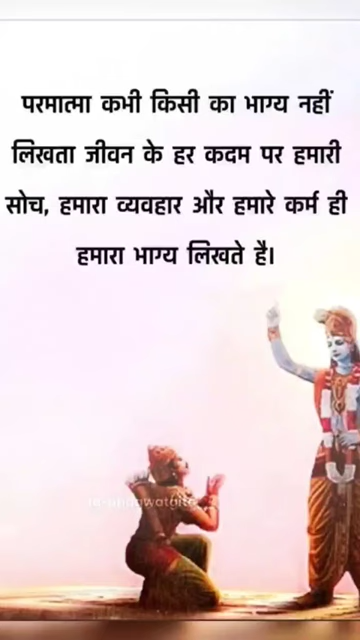 परमात्मा कभी किसी का भाग्य नहीं
लिखता जीवन के हर कदम पर हमारी
सोच, हमारा व्यवहार और हमारे कर्म ही
हमारा भाग्य लिखते है।